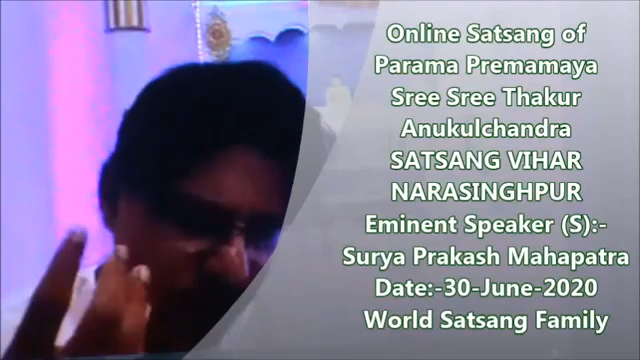 Online Satsang of
Parama Premamaya
Sree Sree Thakur
Anukulchandra
SATSANG VIHAR
NARASINGHPUR
Eminent Speaker (S):-
Surya Prakash Mahapatra
Date:-30-June-2020
World Satsang Family